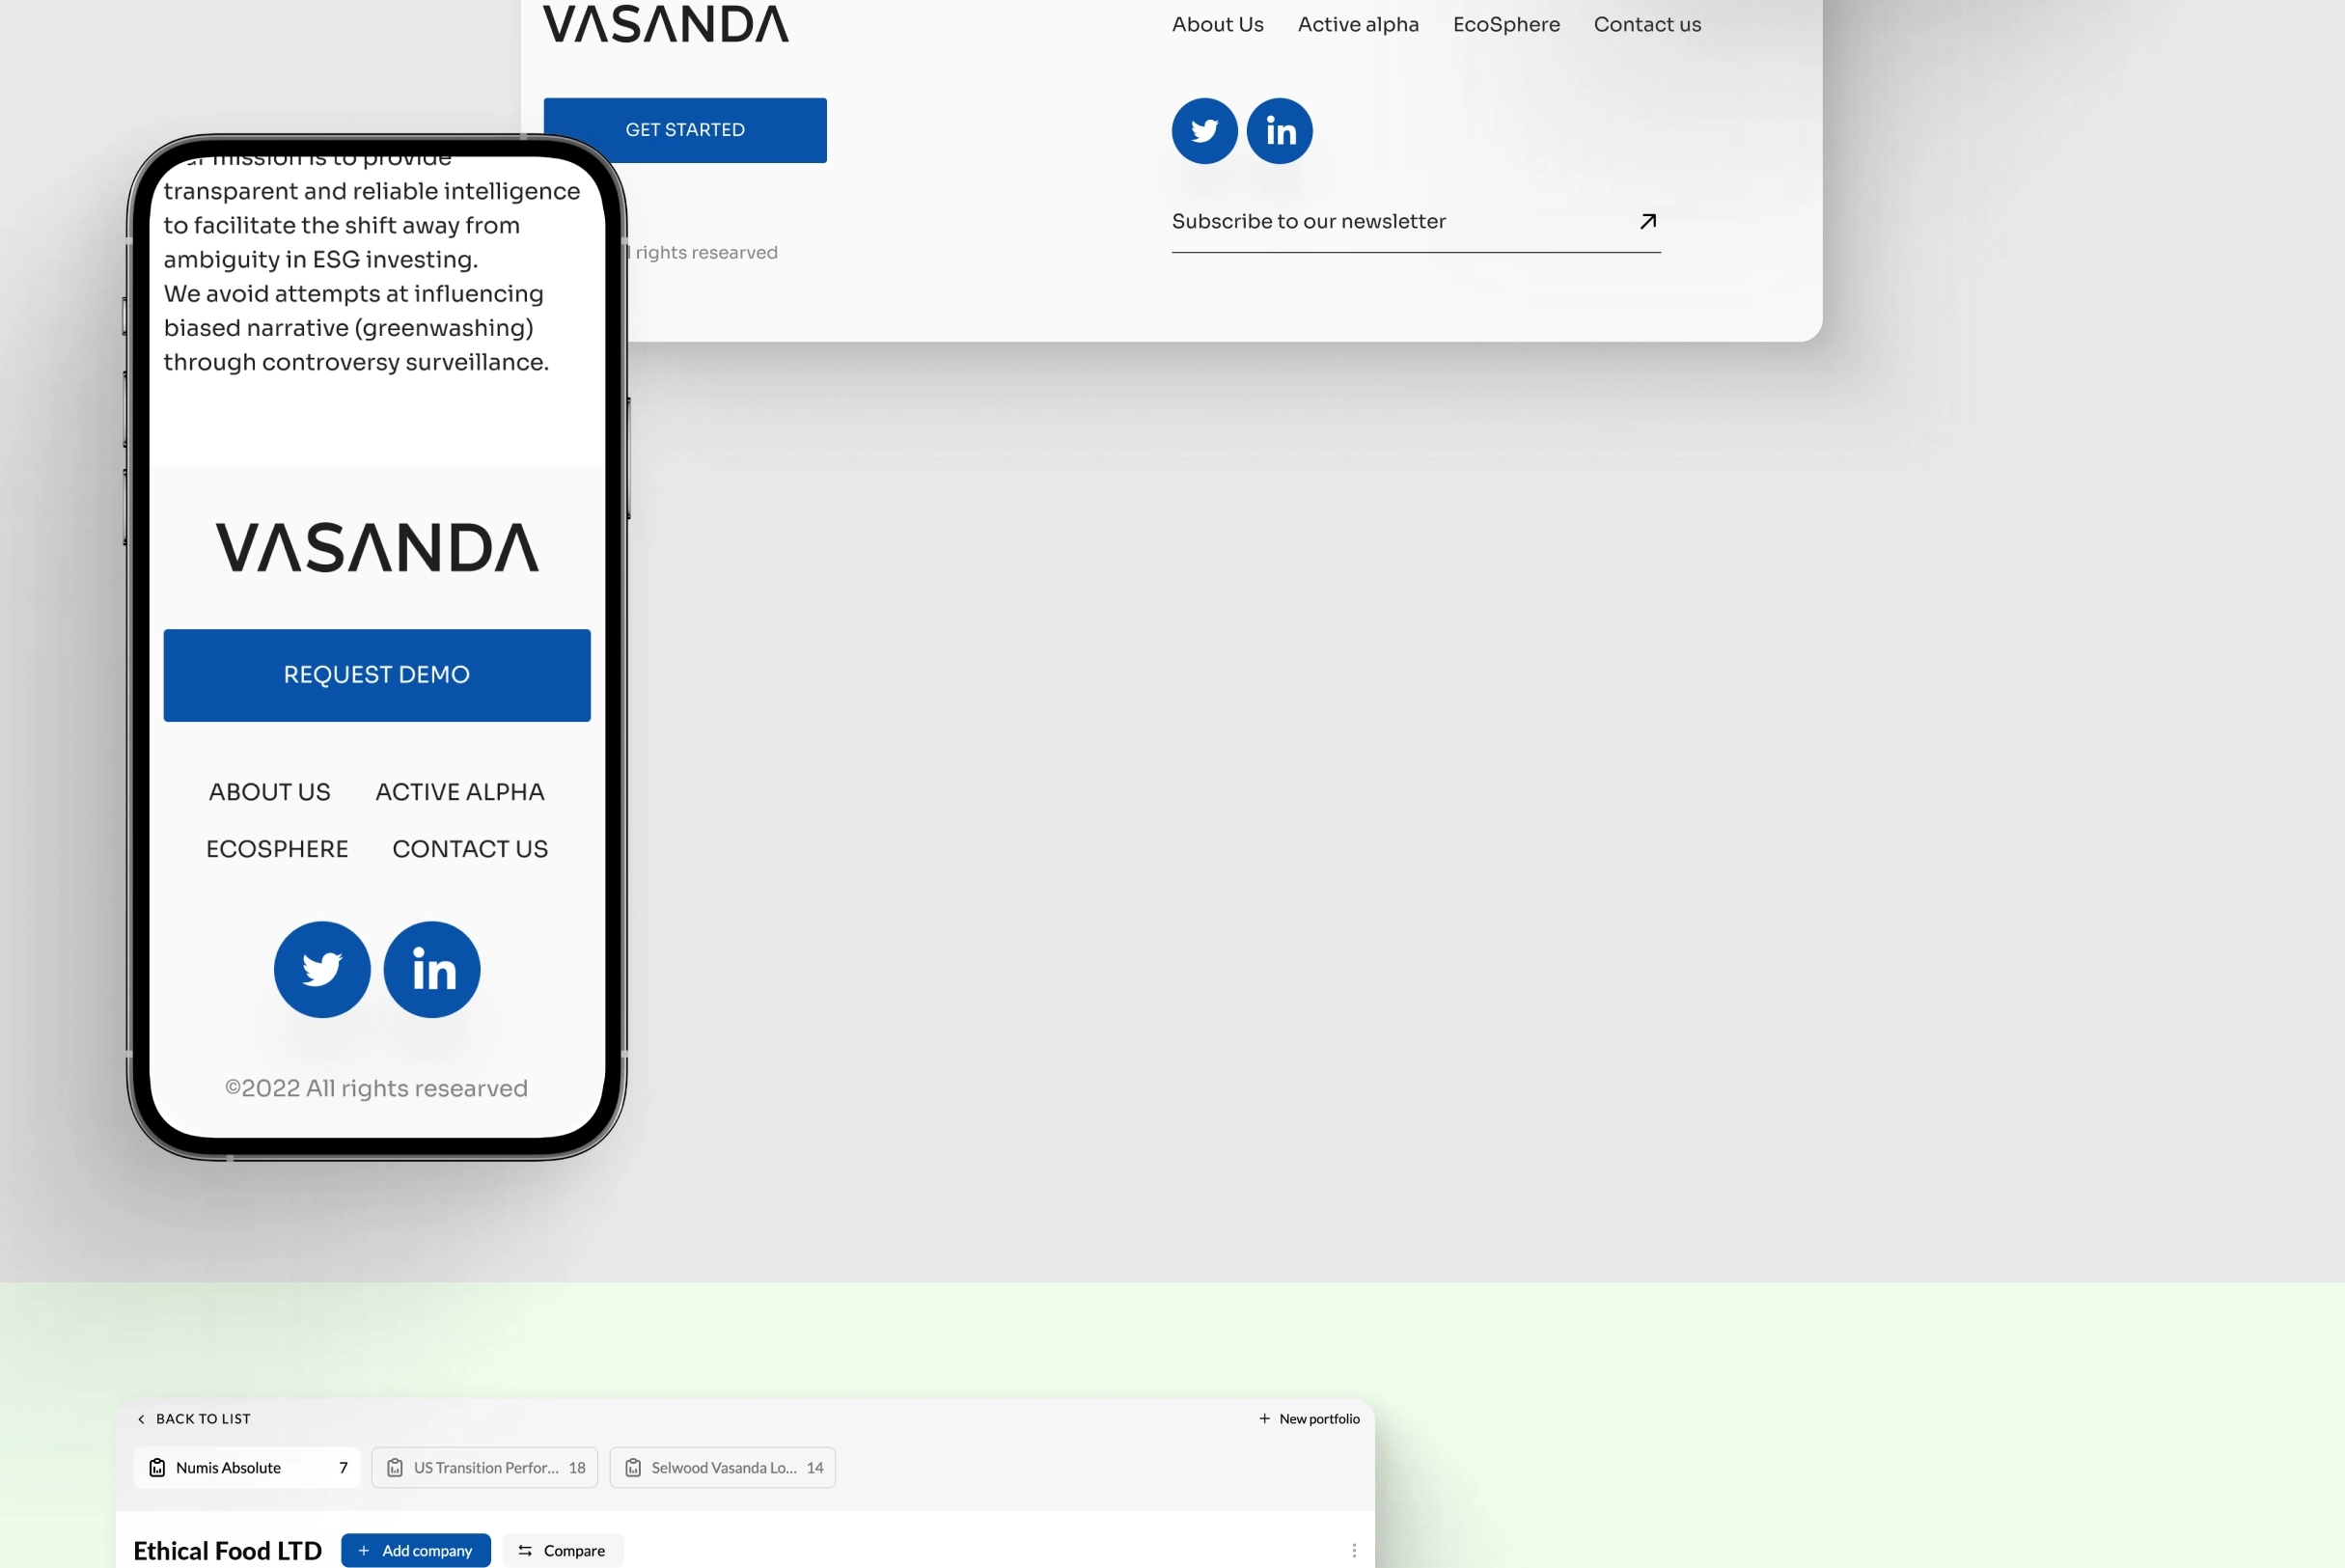 VASANDA
About Us Active alpha EcoSphere Contact us
GET STARTED
Subscribe to our newsletter
rights researved
mission is to provide
transparent and reliable intelligence
to facilitate the shift away from
ambiguity in ESG investing.
We avoid attempts at influencing
biased narrative (greenwashing)
through controversy surveillance.
VASANDA
REQUEST DEMO
ABOUT US ACTIVE ALPHA
ECOSPHERE CONTACT US
©2022 All rights researved
BACK TO LIST
+ New portfolio
Numis Absolute 7
US Transition Perfor... 18
Selwood Vasanda Lo... 14
Ethical Food LTD
+ Add company
Compare